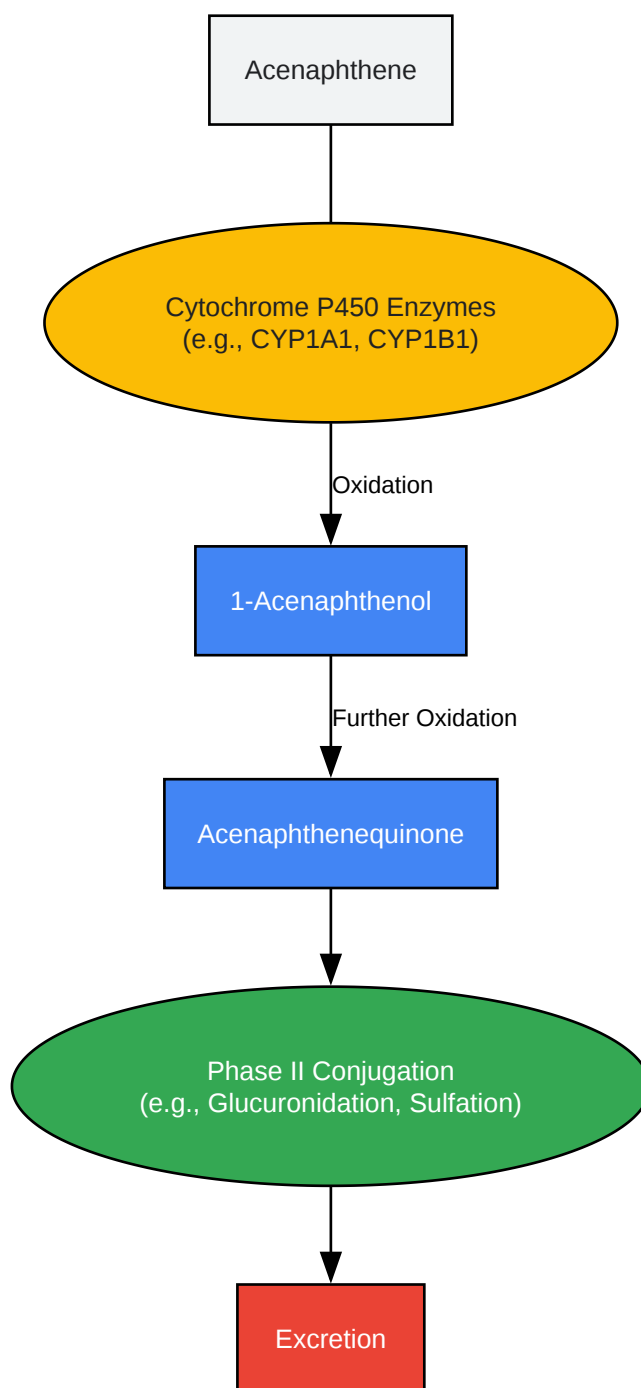 Acenaphthene
Cytochrome P450 Enzymes
(e.g., CYP1A1, CYP1B1)
Oxidation
1-Acenaphthenol
Further Oxidation
Acenaphthenequinone
Phase II Conjugation
(e.g., Glucuronidation, Sulfation)
Excretion